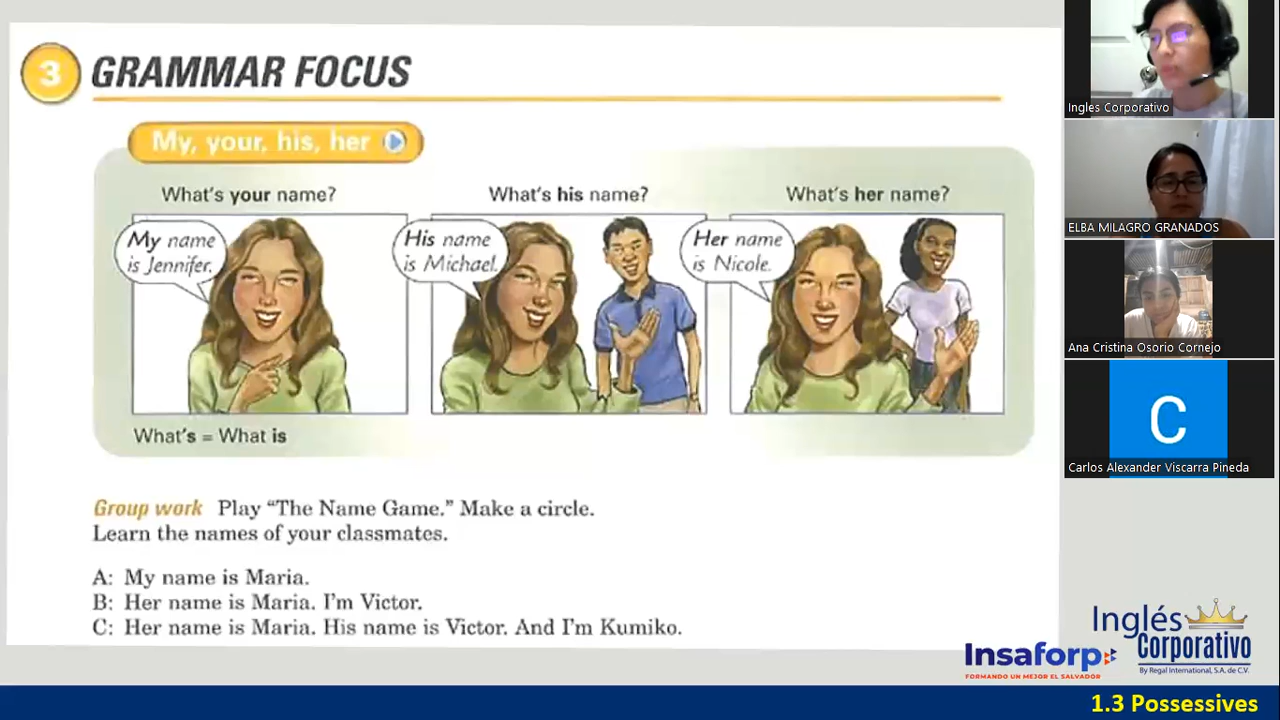 3 GRAMMAR FOCUS
My, your, his, her
What's your name?
My name
is Jennifer.
What's his name?
His name
is Michael.
What's her name?
Her name
is Nicole.
What's = What is
Group work Play “The Name Game.” Make a circle.
Learn the names of your classmates.
A: My name is Maria.
B: Her name is Maria. I'm Victor.
C: Her name is Maria. His name is Victor. And I'm Kumiko.
Ingles Corporativo
ELBA MILAGRO GRANADOS
Ana Cristina Osorio Cornejo
C
Carlos Alexander Viscarra Pineda
Insaforp
FORMANDO UN MEJOR EL SALVADOR
Inglés
Corporativo
By Regal International, S.A. de C.V.
1.3 Possessives